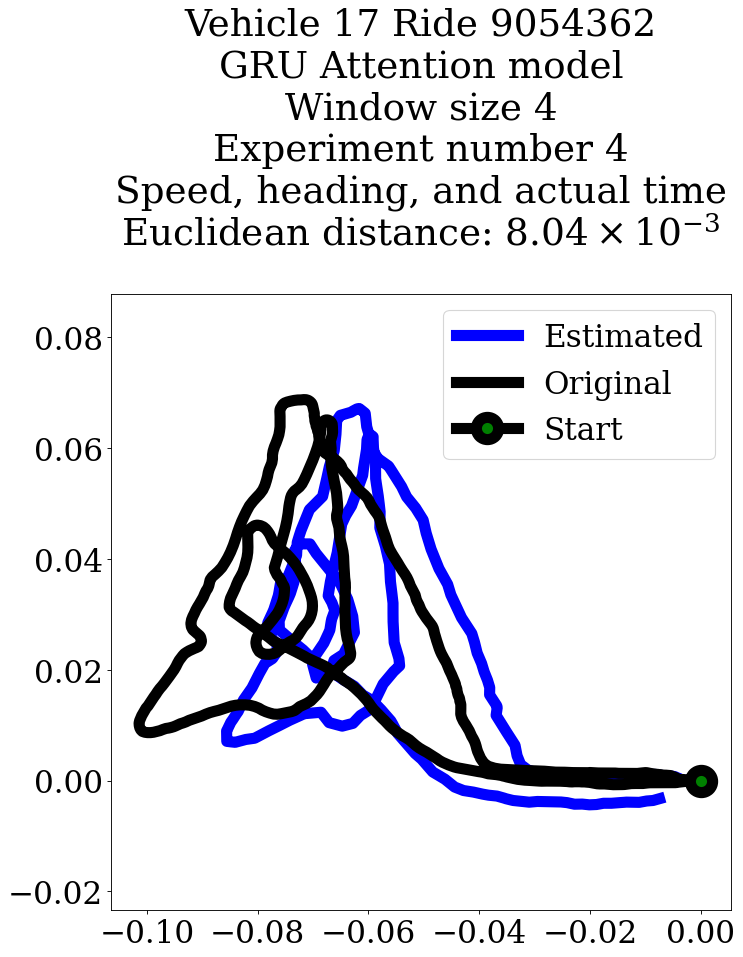 Vehicle 17 Ride 9054362
GRU Attention model
Window size 4
Experiment number 4
Speed, heading, and actual time
Euclidean distance: 8.04 × 10⁻³
Estimated
Original
Start
0.08
0.06
0.04
0.02
0.00
−0.02
−0.10 −0.08 −0.06 −0.04 −0.02 0.00